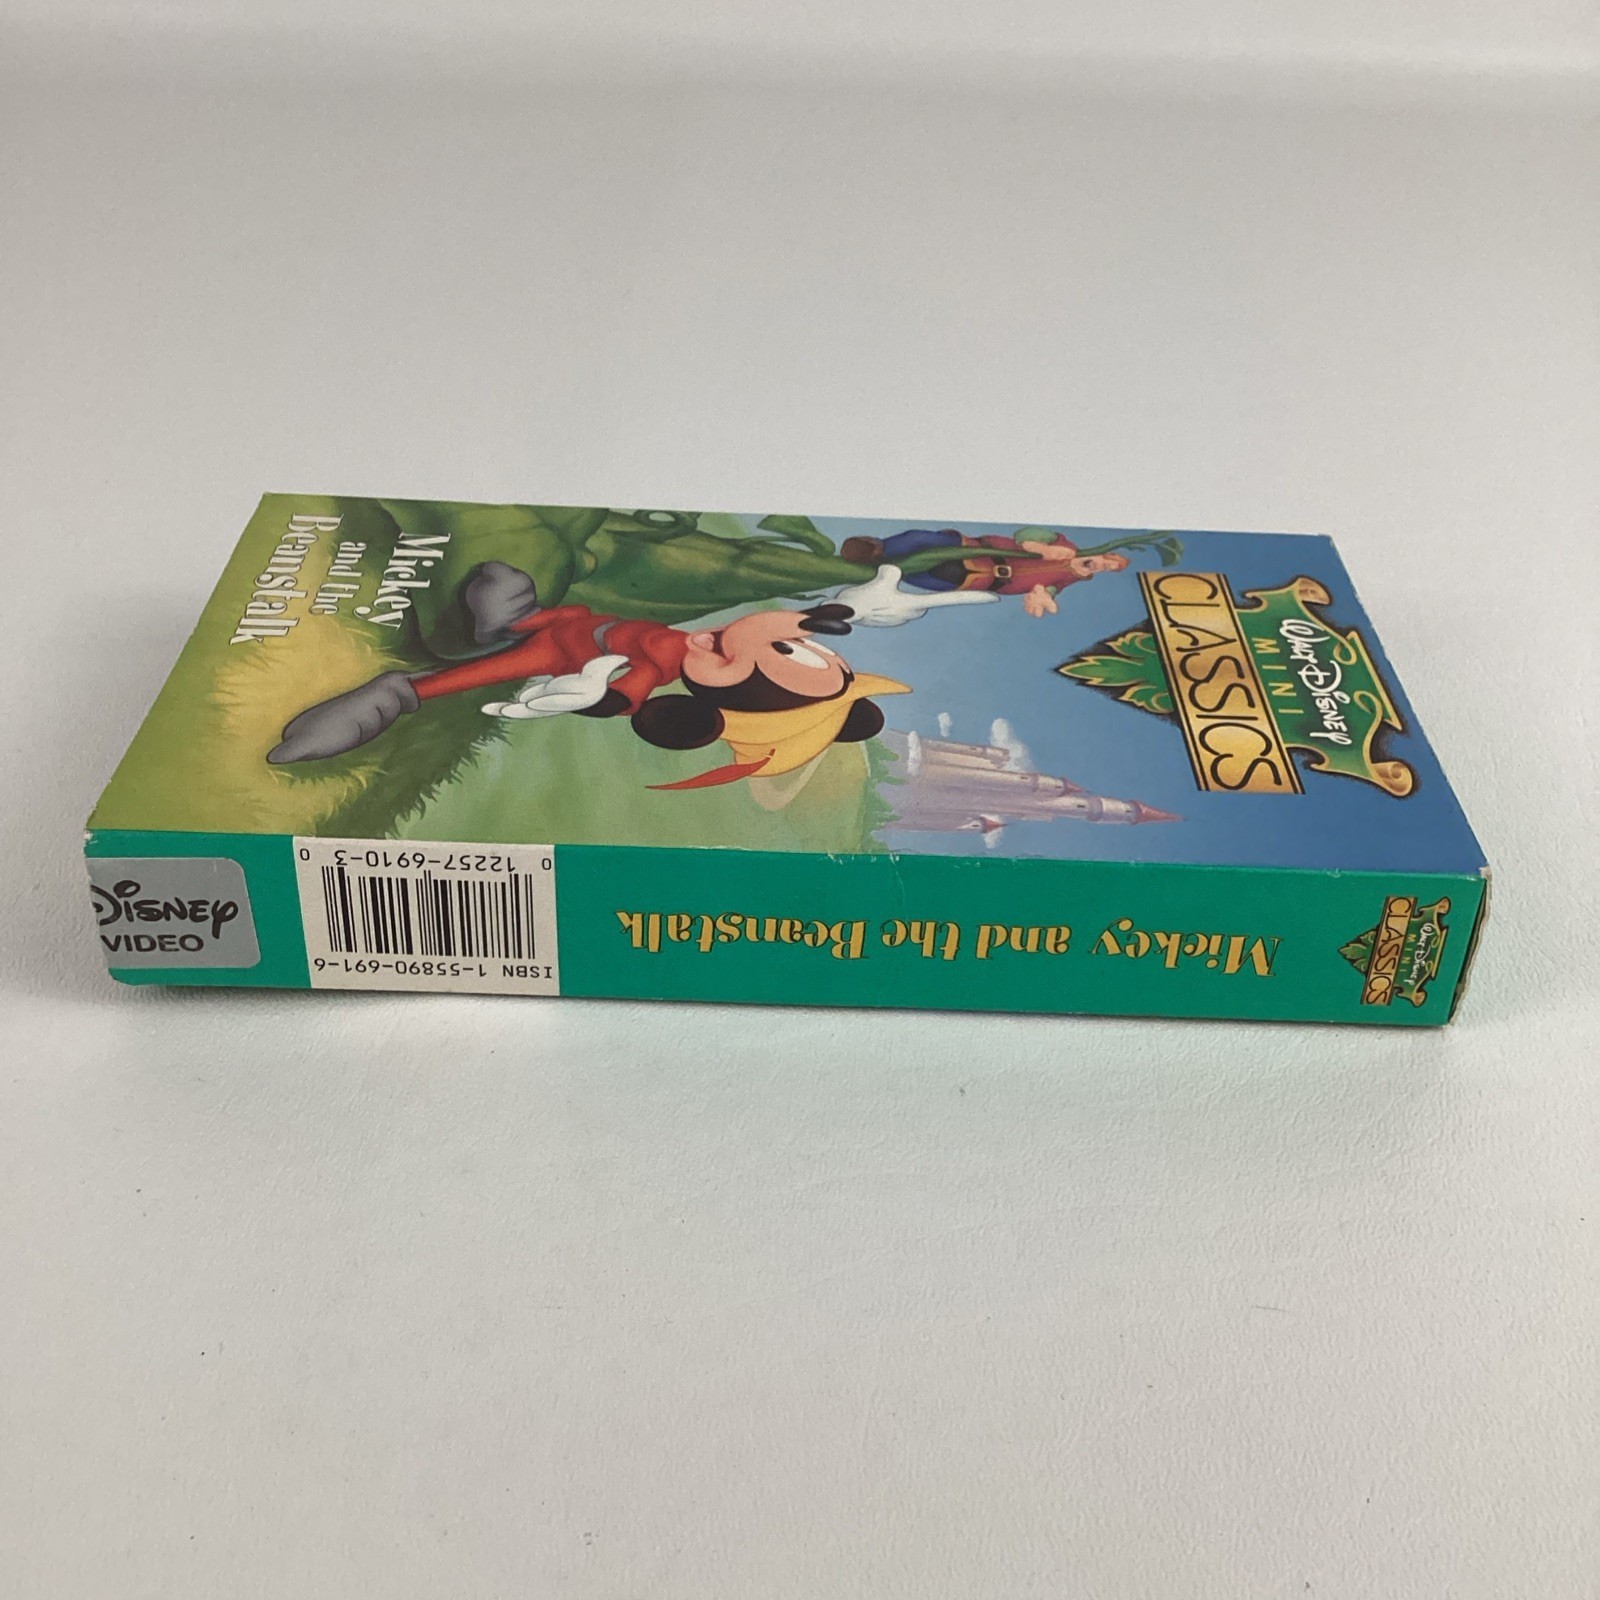 WALT DISNEY
MINI
CLASSICS
Mickey
and the
Beanstalk
WALT DISNEY
MINI
CLASSICS
Mickey and the Beanstalk
ISBN 1-55890-691-6
0 12257-6910-3 0
DISNEY
VIDEO